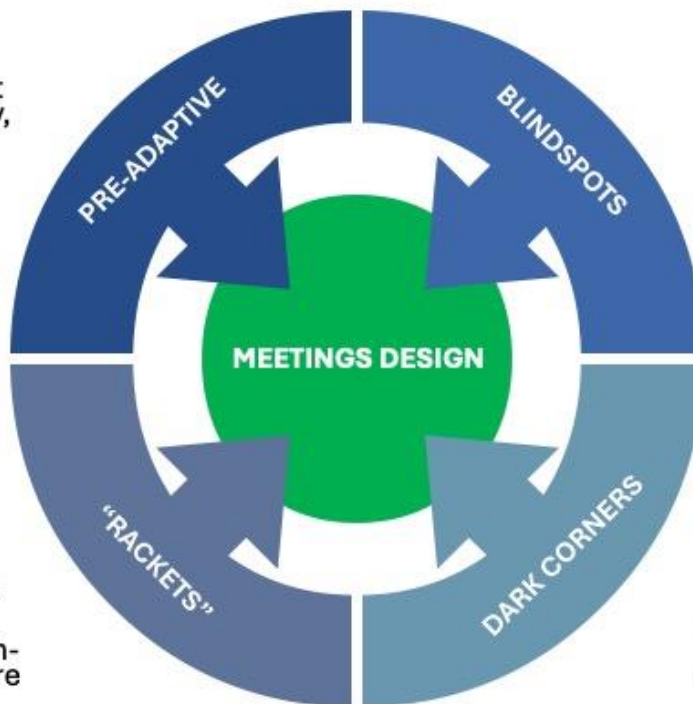 PRE-ADAPTIVE
BLINDSPOTS
MEETINGS DESIGN
“RACKETS”
DARK CORNERS